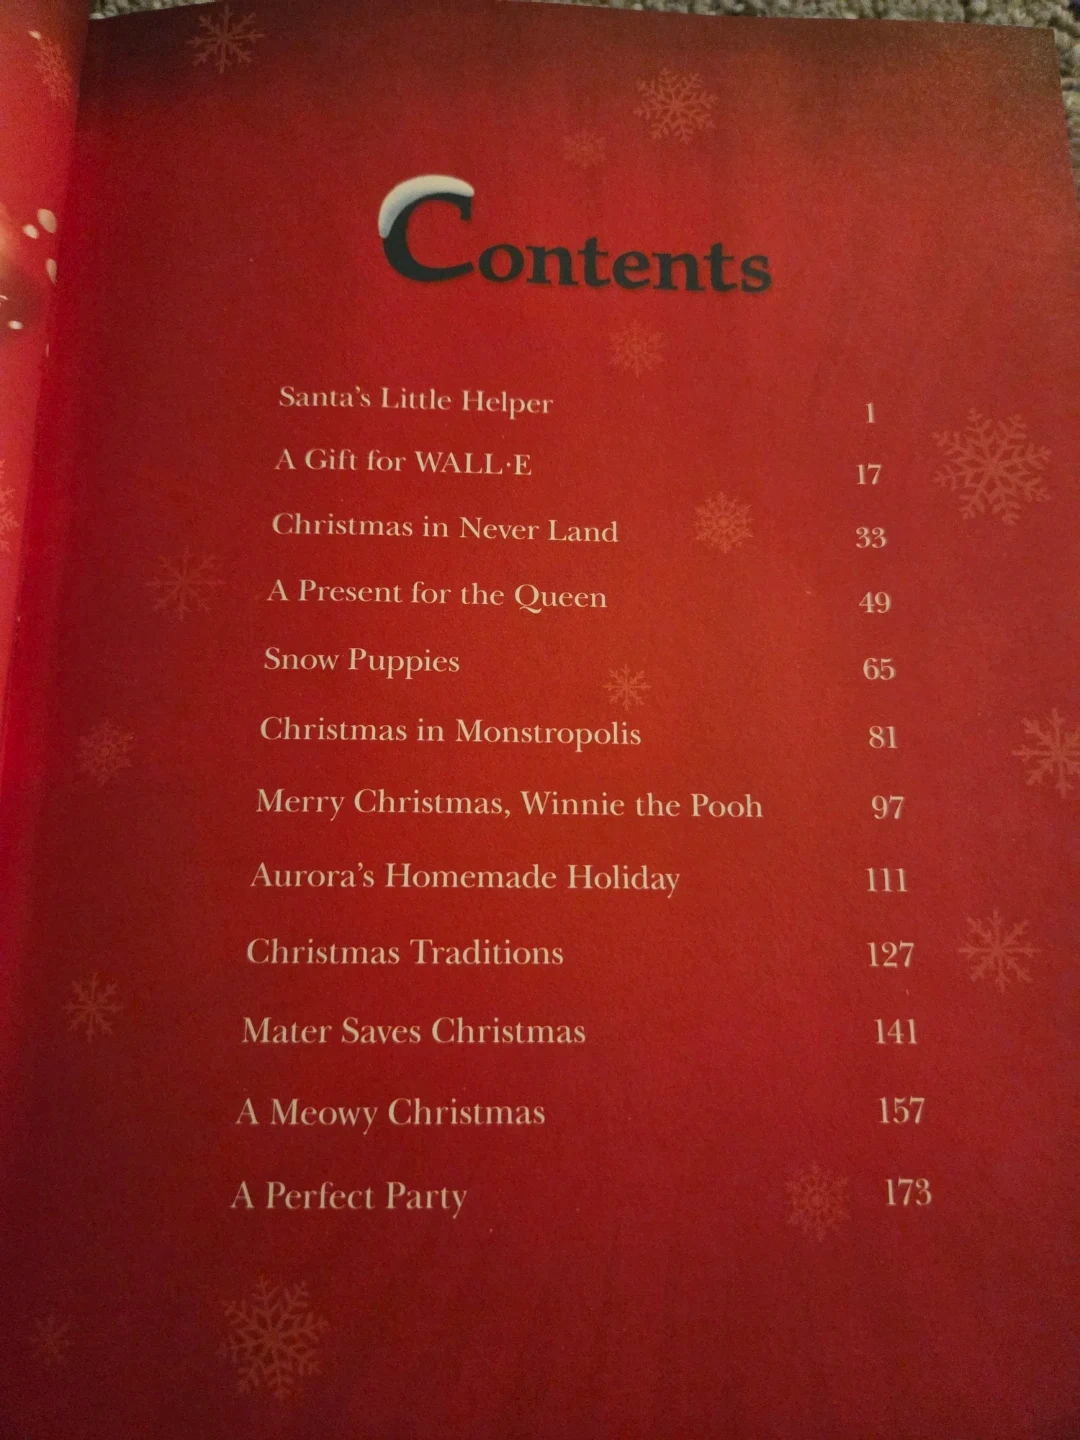 Contents
Santa's Little Helper 1
A Gift for WALL·E 17
Christmas in Never Land 33
A Present for the Queen 49
Snow Puppies 65
Christmas in Monstropolis 81
Merry Christmas, Winnie the Pooh 97
Aurora's Homemade Holiday 111
Christmas Traditions 127
Mater Saves Christmas 141
A Meowy Christmas 157
A Perfect Party 173